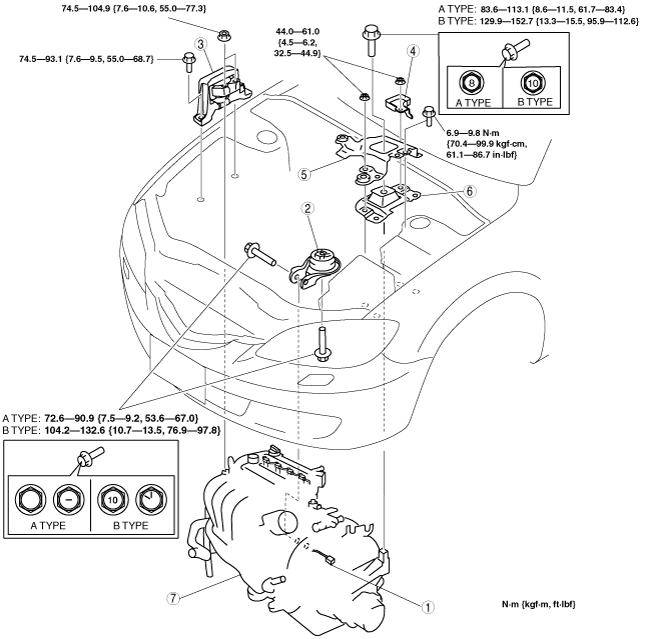 74.5—104.9 {7.6—10.6, 55.0—77.3}
A TYPE: 83.6—113.1 {8.6—11.5, 61.7—83.4}
B TYPE: 129.9—152.7 {13.3—15.5, 95.9—112.6}
44.0—61.0
{4.5—6.2,
32.5—44.9}
3
4
74.5—93.1 {7.6—9.5, 55.0—68.7}
8
10
A TYPE
B TYPE
6.9—9.8 N·m
{70.4—99.9 kgf·cm,
61.1—86.7 in·lbf}
5
6
2
A TYPE: 72.6—90.9 {7.5—9.2, 53.6—67.0}
B TYPE: 104.2—132.6 {10.7—13.5, 76.9—97.8}
10
A TYPE
B TYPE
7
1
N·m {kgf·m, ft·lbf}